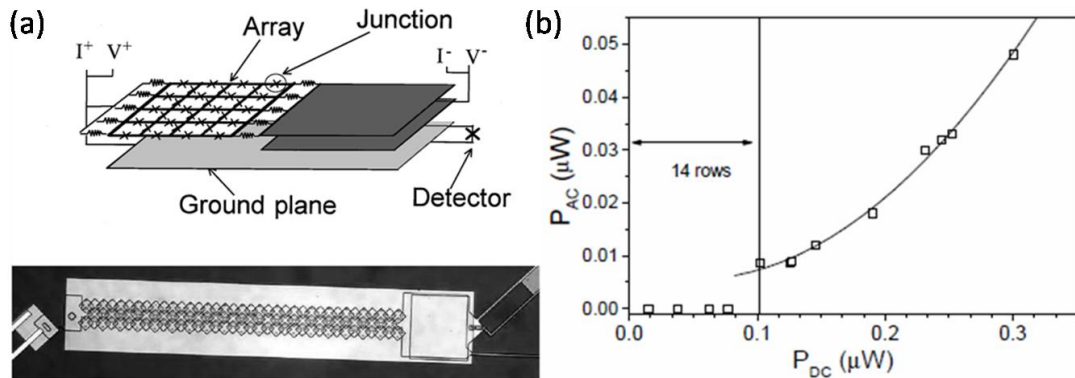 (a)
Array
Junction
I+ V+
I- V-
Detector
Ground plane
(b)
0.05
0.04
0.03
0.02
0.01
0.00
PAC (μW)
14 rows
0.0 0.1 0.2 0.3
PDC (μW)